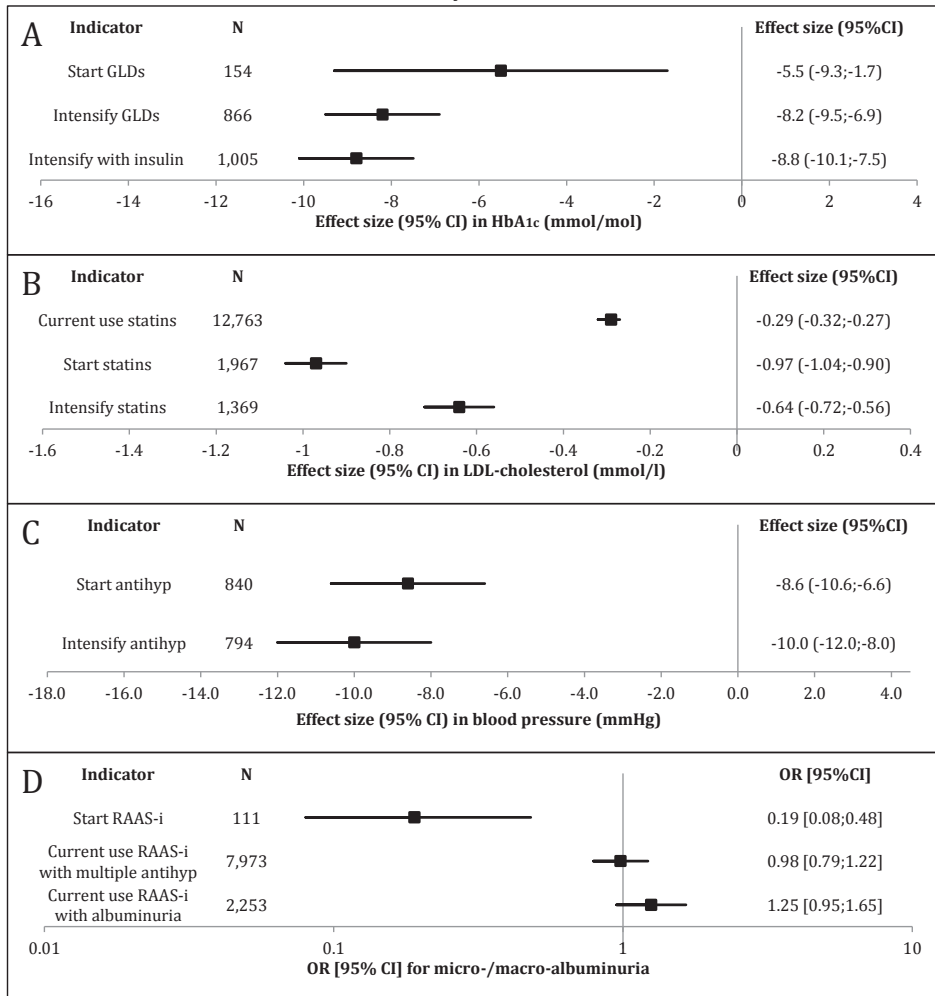 A Indicator N Effect size (95%CI)
Start GLDs 154 -5.5 (-9.3;-1.7)
Intensify GLDs 866 -8.2 (-9.5;-6.9)
Intensify with insulin 1,005 -8.8 (-10.1;-7.5)
-16 -14 -12 -10 -8 -6 -4 -2 0 2 4
Effect size (95% CI) in HbA1c (mmol/mol)
B Indicator N Effect size (95%CI)
Current use statins 12,763 -0.29 (-0.32;-0.27)
Start statins 1,967 -0.97 (-1.04;-0.90)
Intensify statins 1,369 -0.64 (-0.72;-0.56)
-1.6 -1.4 -1.2 -1 -0.8 -0.6 -0.4 -0.2 0 0.2 0.4
Effect size (95% CI) in LDL-cholesterol (mmol/l)
C Indicator N Effect size (95%CI)
Start antihyp 840 -8.6 (-10.6;-6.6)
Intensify antihyp 794 -10.0 (-12.0;-8.0)
-18.0 -16.0 -14.0 -12.0 -10.0 -8.0 -6.0 -4.0 -2.0 0.0 2.0 4.0
Effect size (95% CI) in blood pressure (mmHg)
D Indicator N OR [95%CI]
Start RAAS-i 111 0.19 [0.08;0.48]
Current use RAAS-i
with multiple antihyp 7,973 0.98 [0.79;1.22]
Current use RAAS-i
with albuminuria 2,253 1.25 [0.95;1.65]
0.01 0.1 1 10
OR [95% CI] for micro-/macro-albuminuria